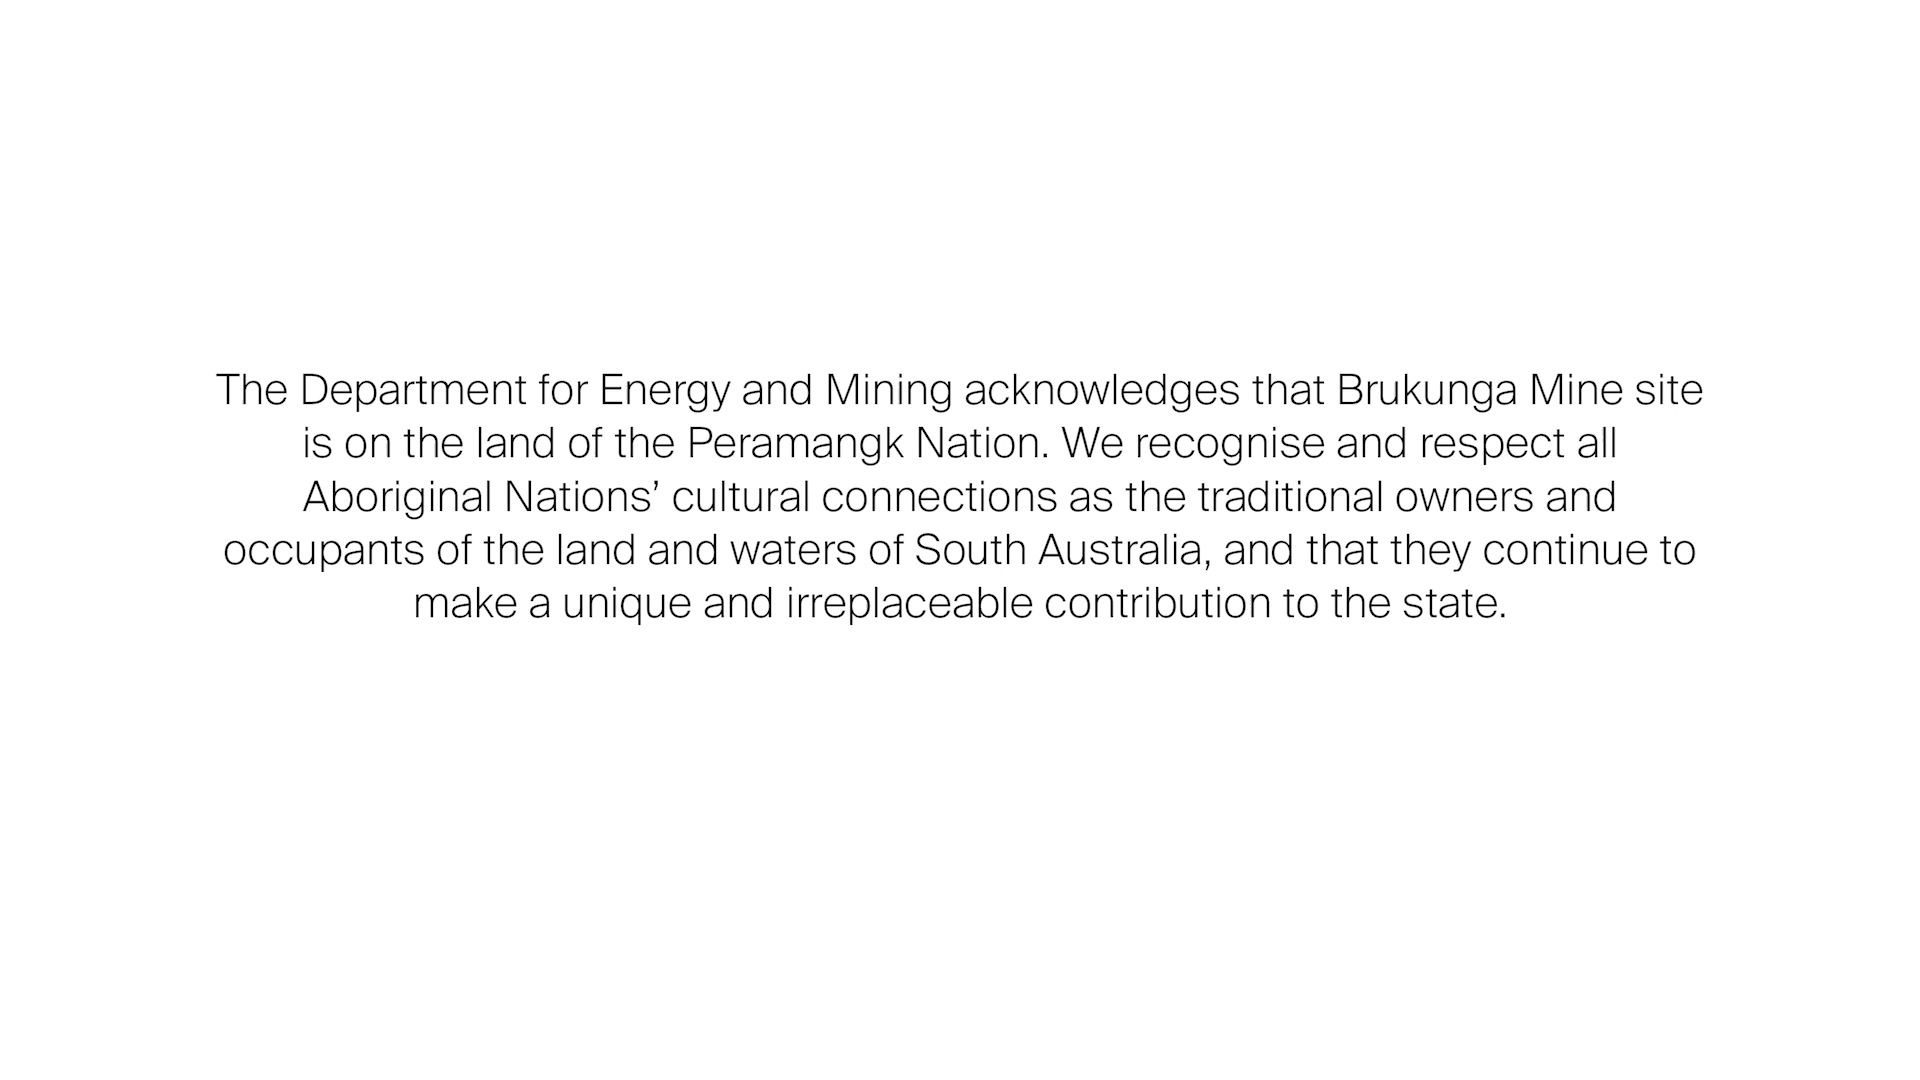 The Department for Energy and Mining acknowledges that Brukunga Mine site
is on the land of the Peramangk Nation. We recognise and respect all
Aboriginal Nations’ cultural connections as the traditional owners and
occupants of the land and waters of South Australia, and that they continue to
make a unique and irreplaceable contribution to the state.